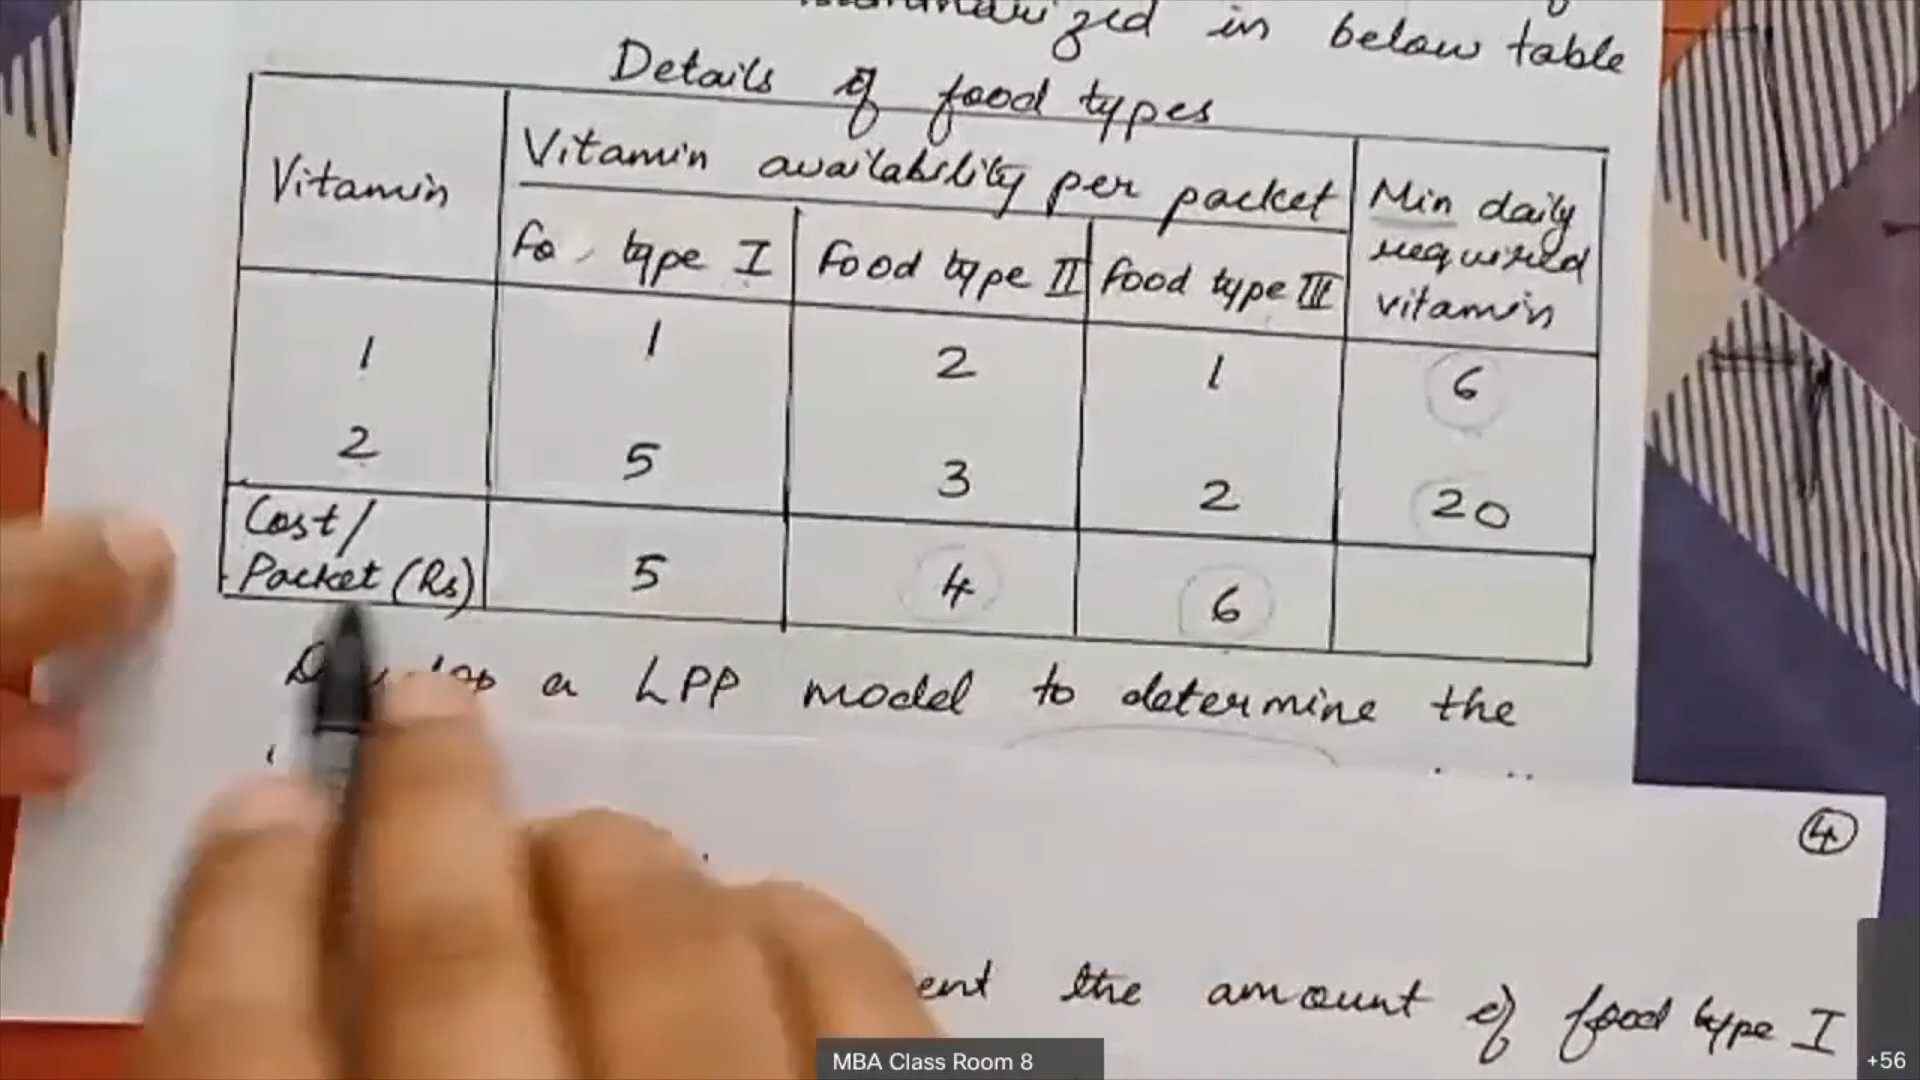 in below table
Details of food types
Vitamin
Vitamin availability per packet
Min daily
required
vitamin
type I
Food type II
Food type III
1 1 2 1 6
2 5 3 2 20
Cost/
Packet (Rs) 5 4 6
a LPP model to determine the
4
the amount of food type I
MBA Class Room 8
+56